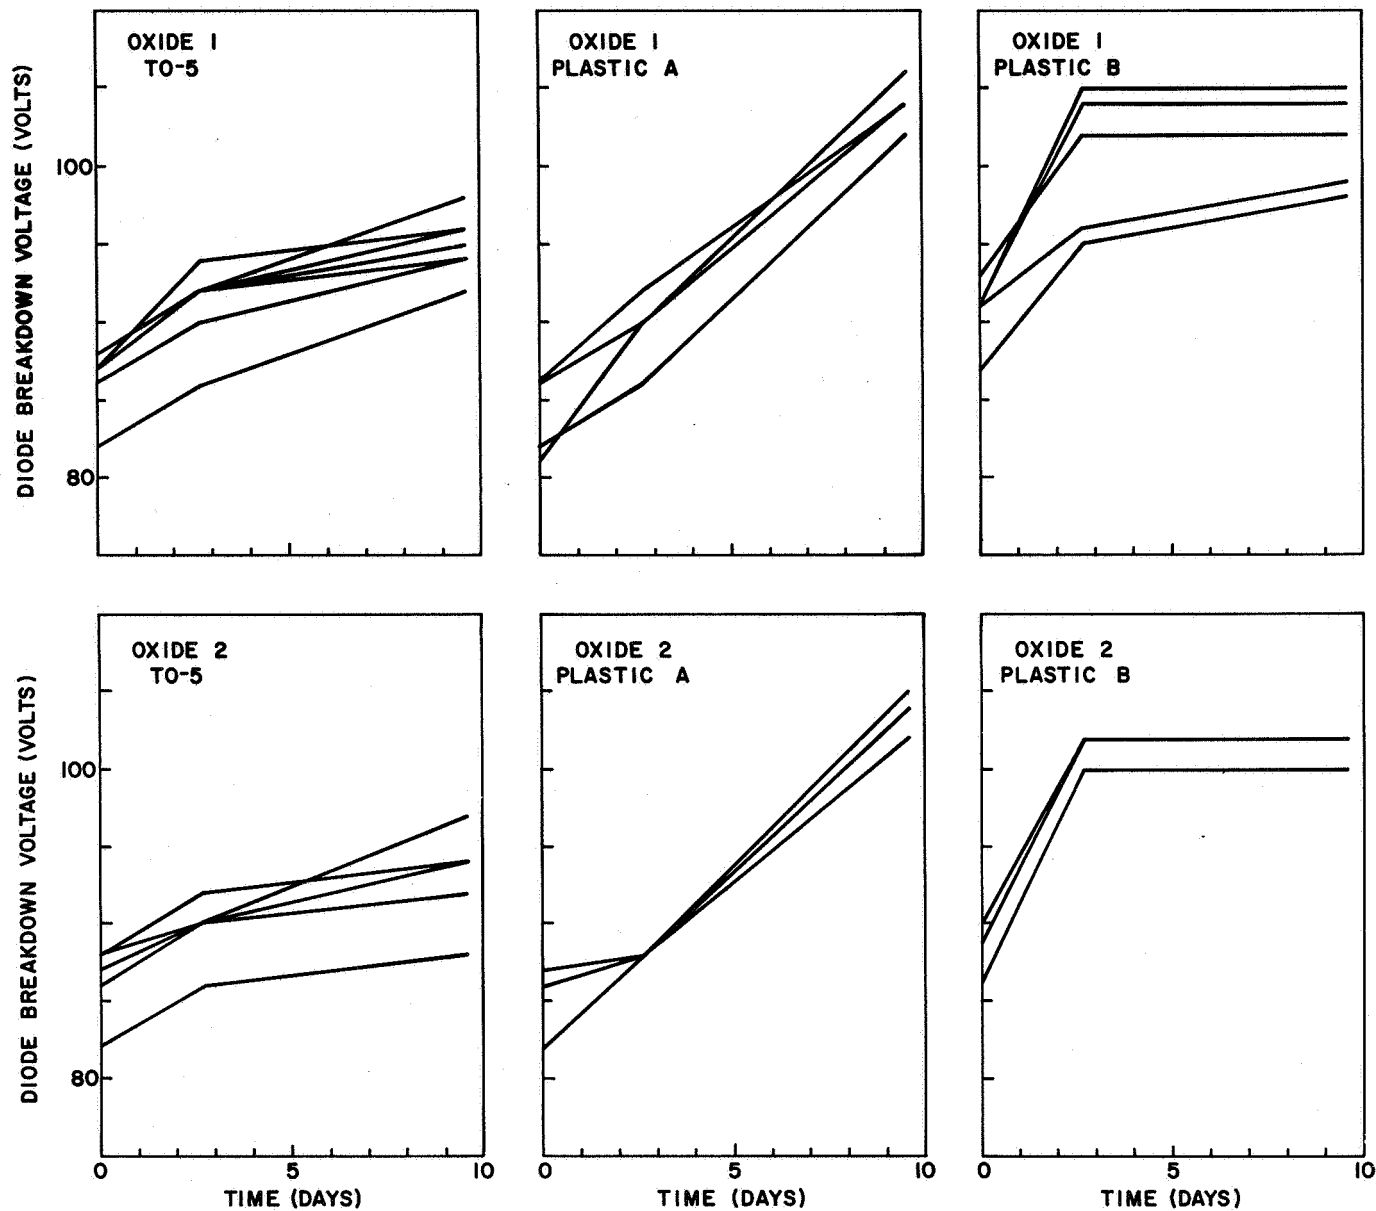 OXIDE 1
TO-5
OXIDE 1
PLASTIC A
OXIDE 1
PLASTIC B
DIODE BREAKDOWN VOLTAGE (VOLTS)
100
80
OXIDE 2
TO-5
OXIDE 2
PLASTIC A
OXIDE 2
PLASTIC B
DIODE BREAKDOWN VOLTAGE (VOLTS)
100
80
0 5 10
0 5 10
0 5 10
TIME (DAYS)
TIME (DAYS)
TIME (DAYS)